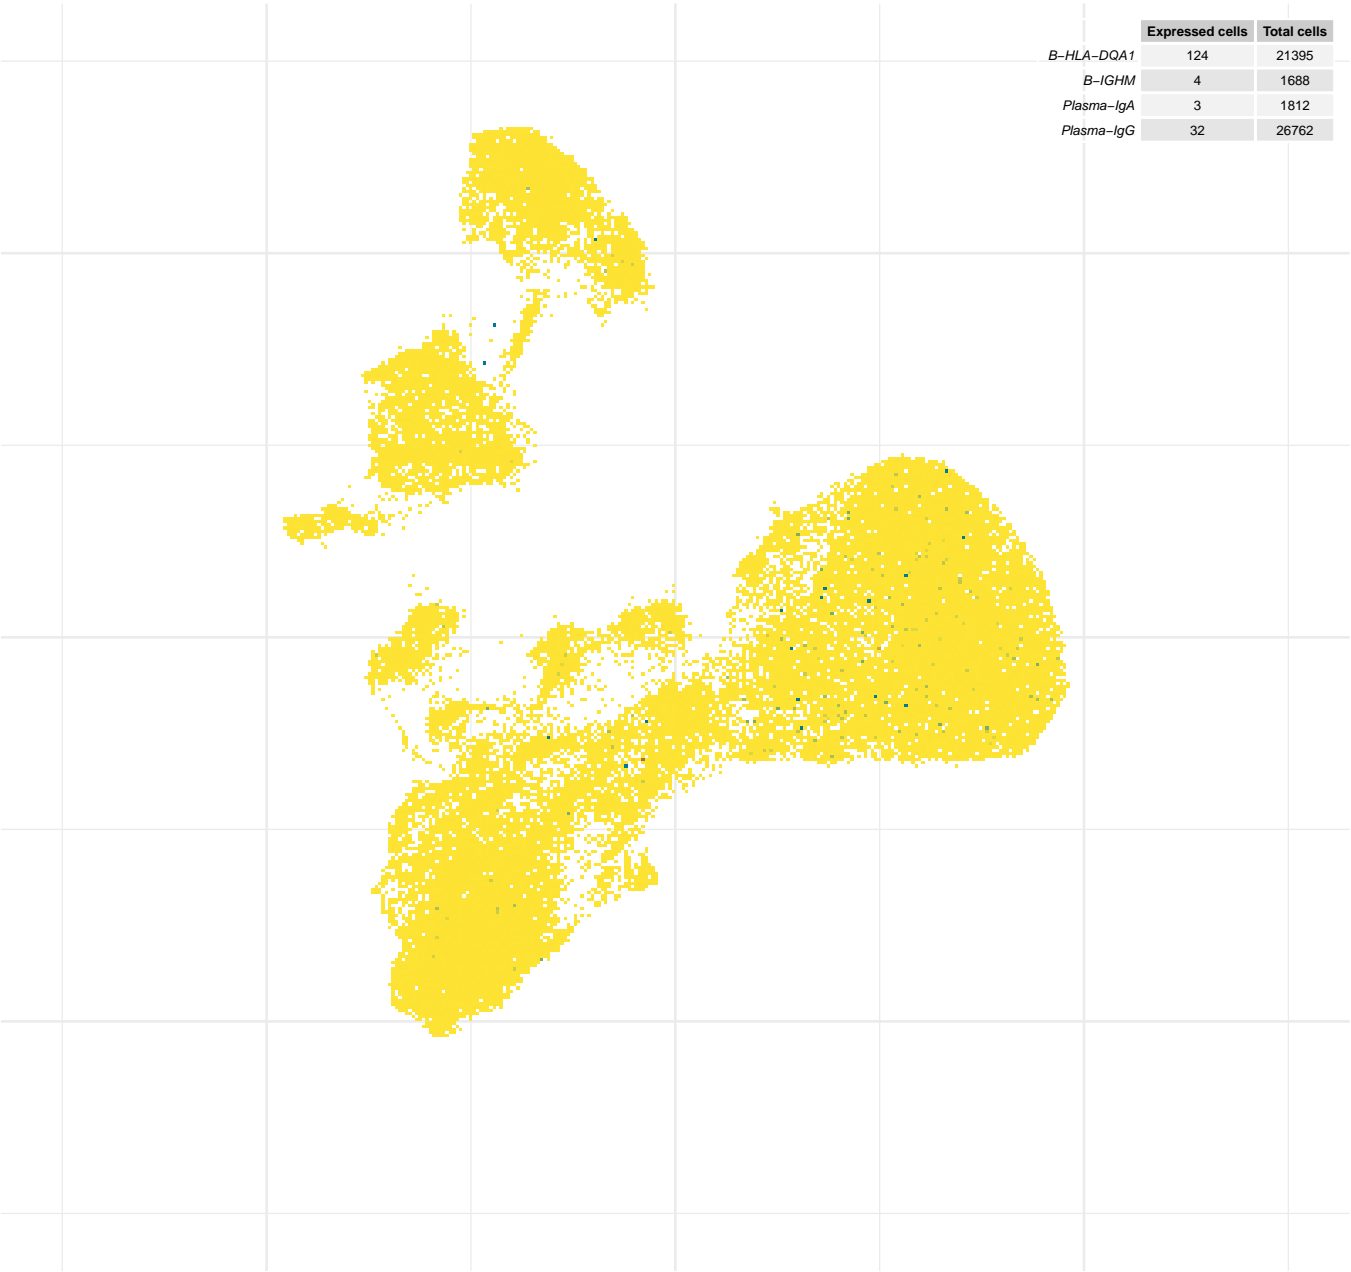 Expressed cells Total cells
B−HLA−DQA1 124 21395
B−IGHM 4 1688
Plasma−IgA 3 1812
Plasma−IgG 32 26762